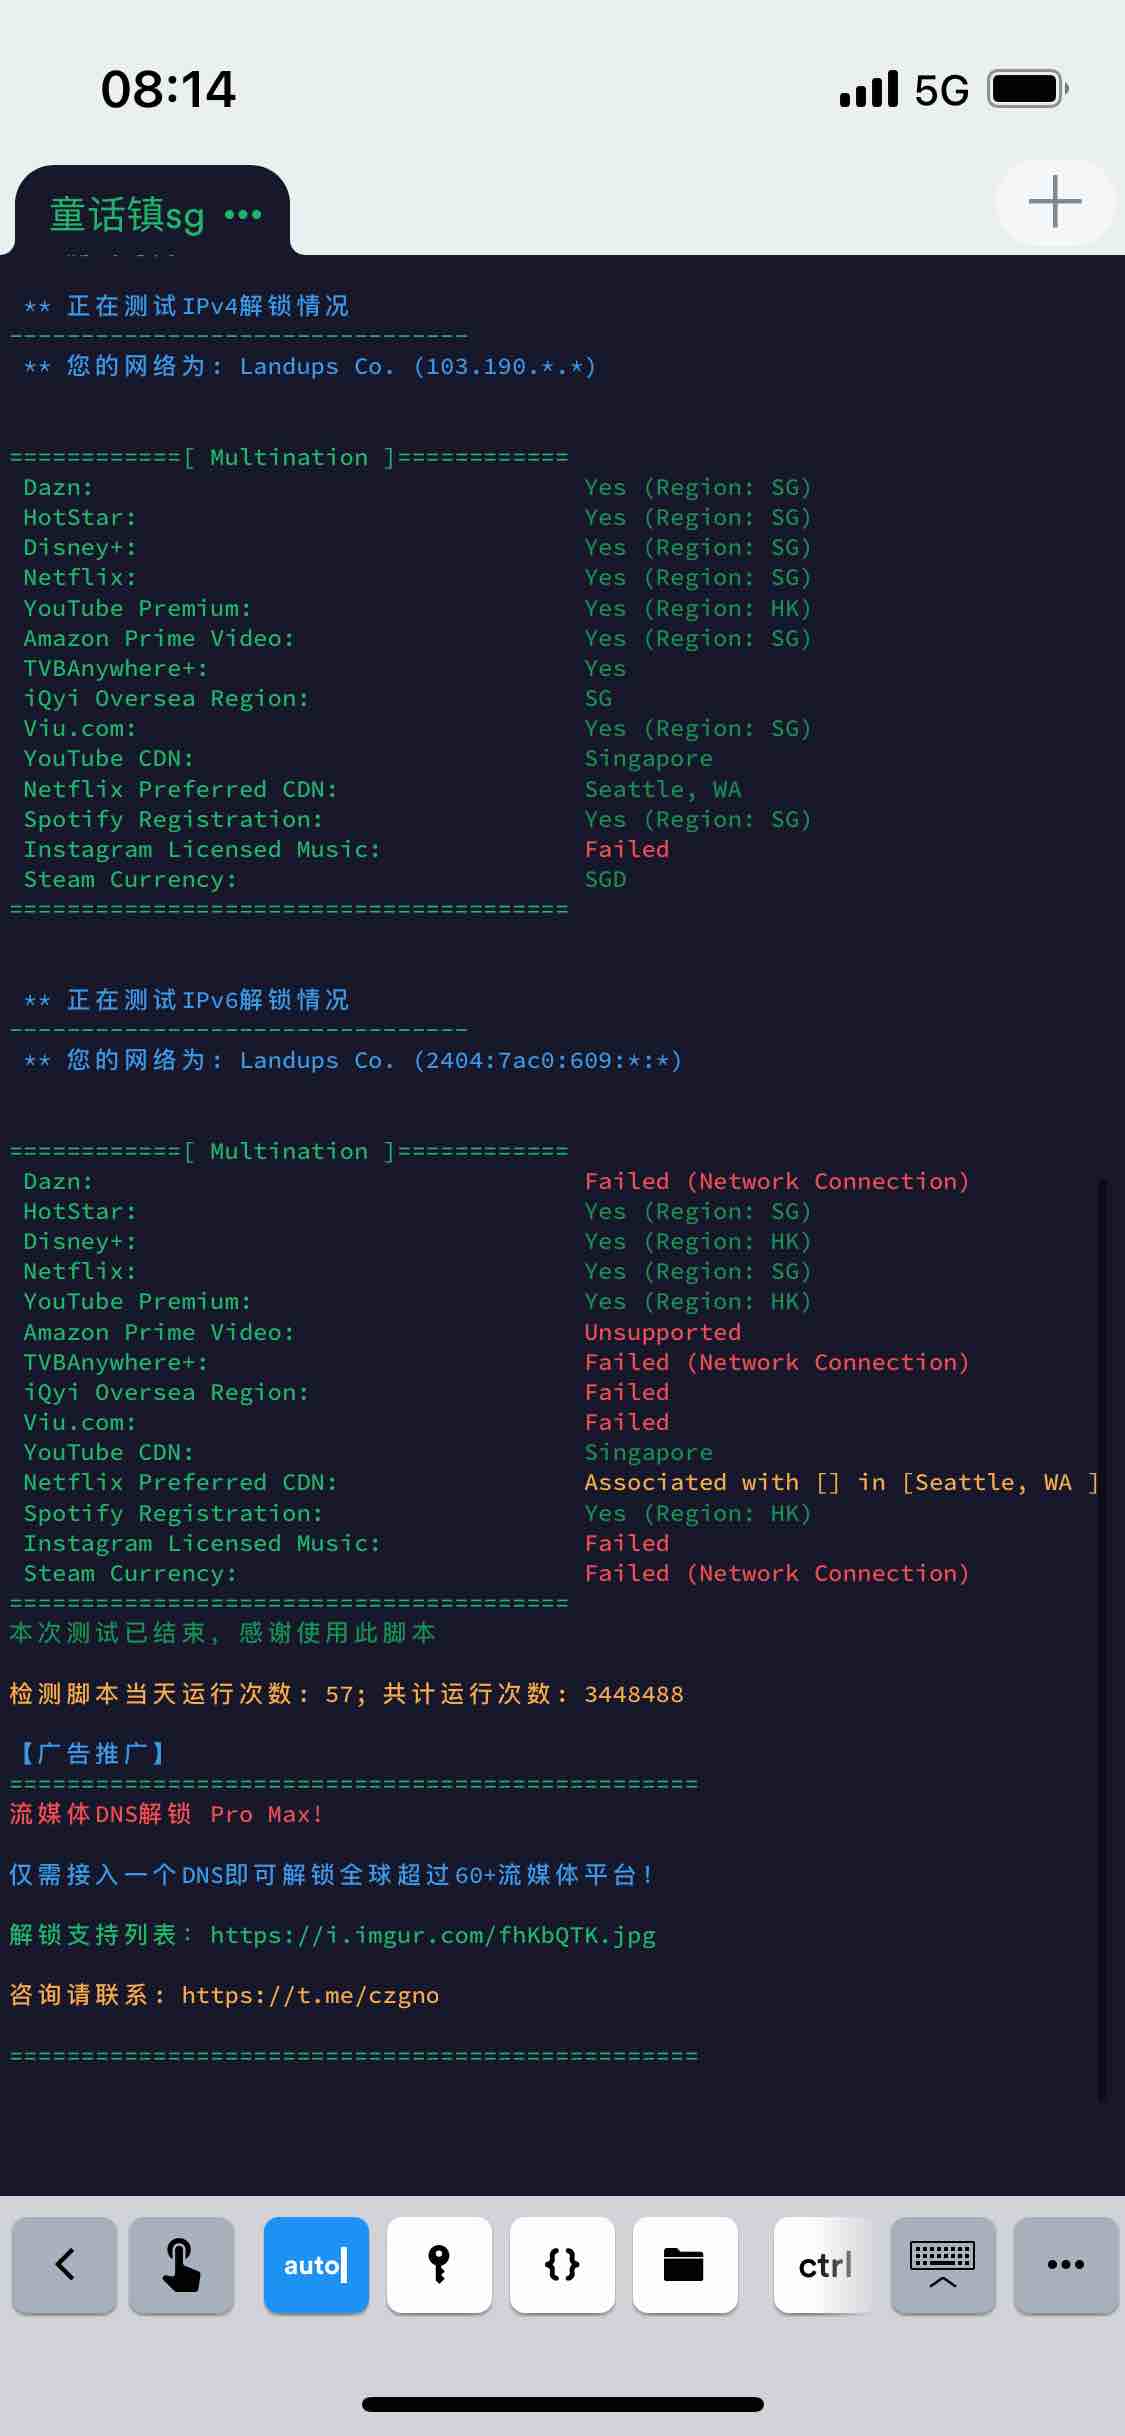 08:14 5G
童话镇sg •••
** 正在测试IPv4解锁情况
--------------------------------
** 您的网络为: Landups Co. (103.190.*.*)
============[ Multination ]============
Dazn: Yes (Region: SG)
HotStar: Yes (Region: SG)
Disney+: Yes (Region: SG)
Netflix: Yes (Region: SG)
YouTube Premium: Yes (Region: HK)
Amazon Prime Video: Yes (Region: SG)
TVBAnywhere+: Yes
iQyi Oversea Region: SG
Viu.com: Yes (Region: SG)
YouTube CDN: Singapore
Netflix Preferred CDN: Seattle, WA
Spotify Registration: Yes (Region: SG)
Instagram Licensed Music: Failed
Steam Currency: SGD
=======================================
** 正在测试IPv6解锁情况
--------------------------------
** 您的网络为: Landups Co. (2404:7ac0:609:*:*)
============[ Multination ]============
Dazn: Failed (Network Connection)
HotStar: Yes (Region: SG)
Disney+: Yes (Region: HK)
Netflix: Yes (Region: SG)
YouTube Premium: Yes (Region: HK)
Amazon Prime Video: Unsupported
TVBAnywhere+: Failed (Network Connection)
iQyi Oversea Region: Failed
Viu.com: Failed
YouTube CDN: Singapore
Netflix Preferred CDN: Associated with [] in [Seattle, WA ]
Spotify Registration: Yes (Region: HK)
Instagram Licensed Music: Failed
Steam Currency: Failed (Network Connection)
=======================================
本次测试已结束，感谢使用此脚本
检测脚本当天运行次数: 57; 共计运行次数: 3448488
【广告推广】
================================================
流媒体DNS解锁 Pro Max!
仅需接入一个DNS即可解锁全球超过60+流媒体平台!
解锁支持列表: https://i.imgur.com/fhKbQTK.jpg
咨询请联系: https://t.me/czgno
================================================
auto {} ctrl •••